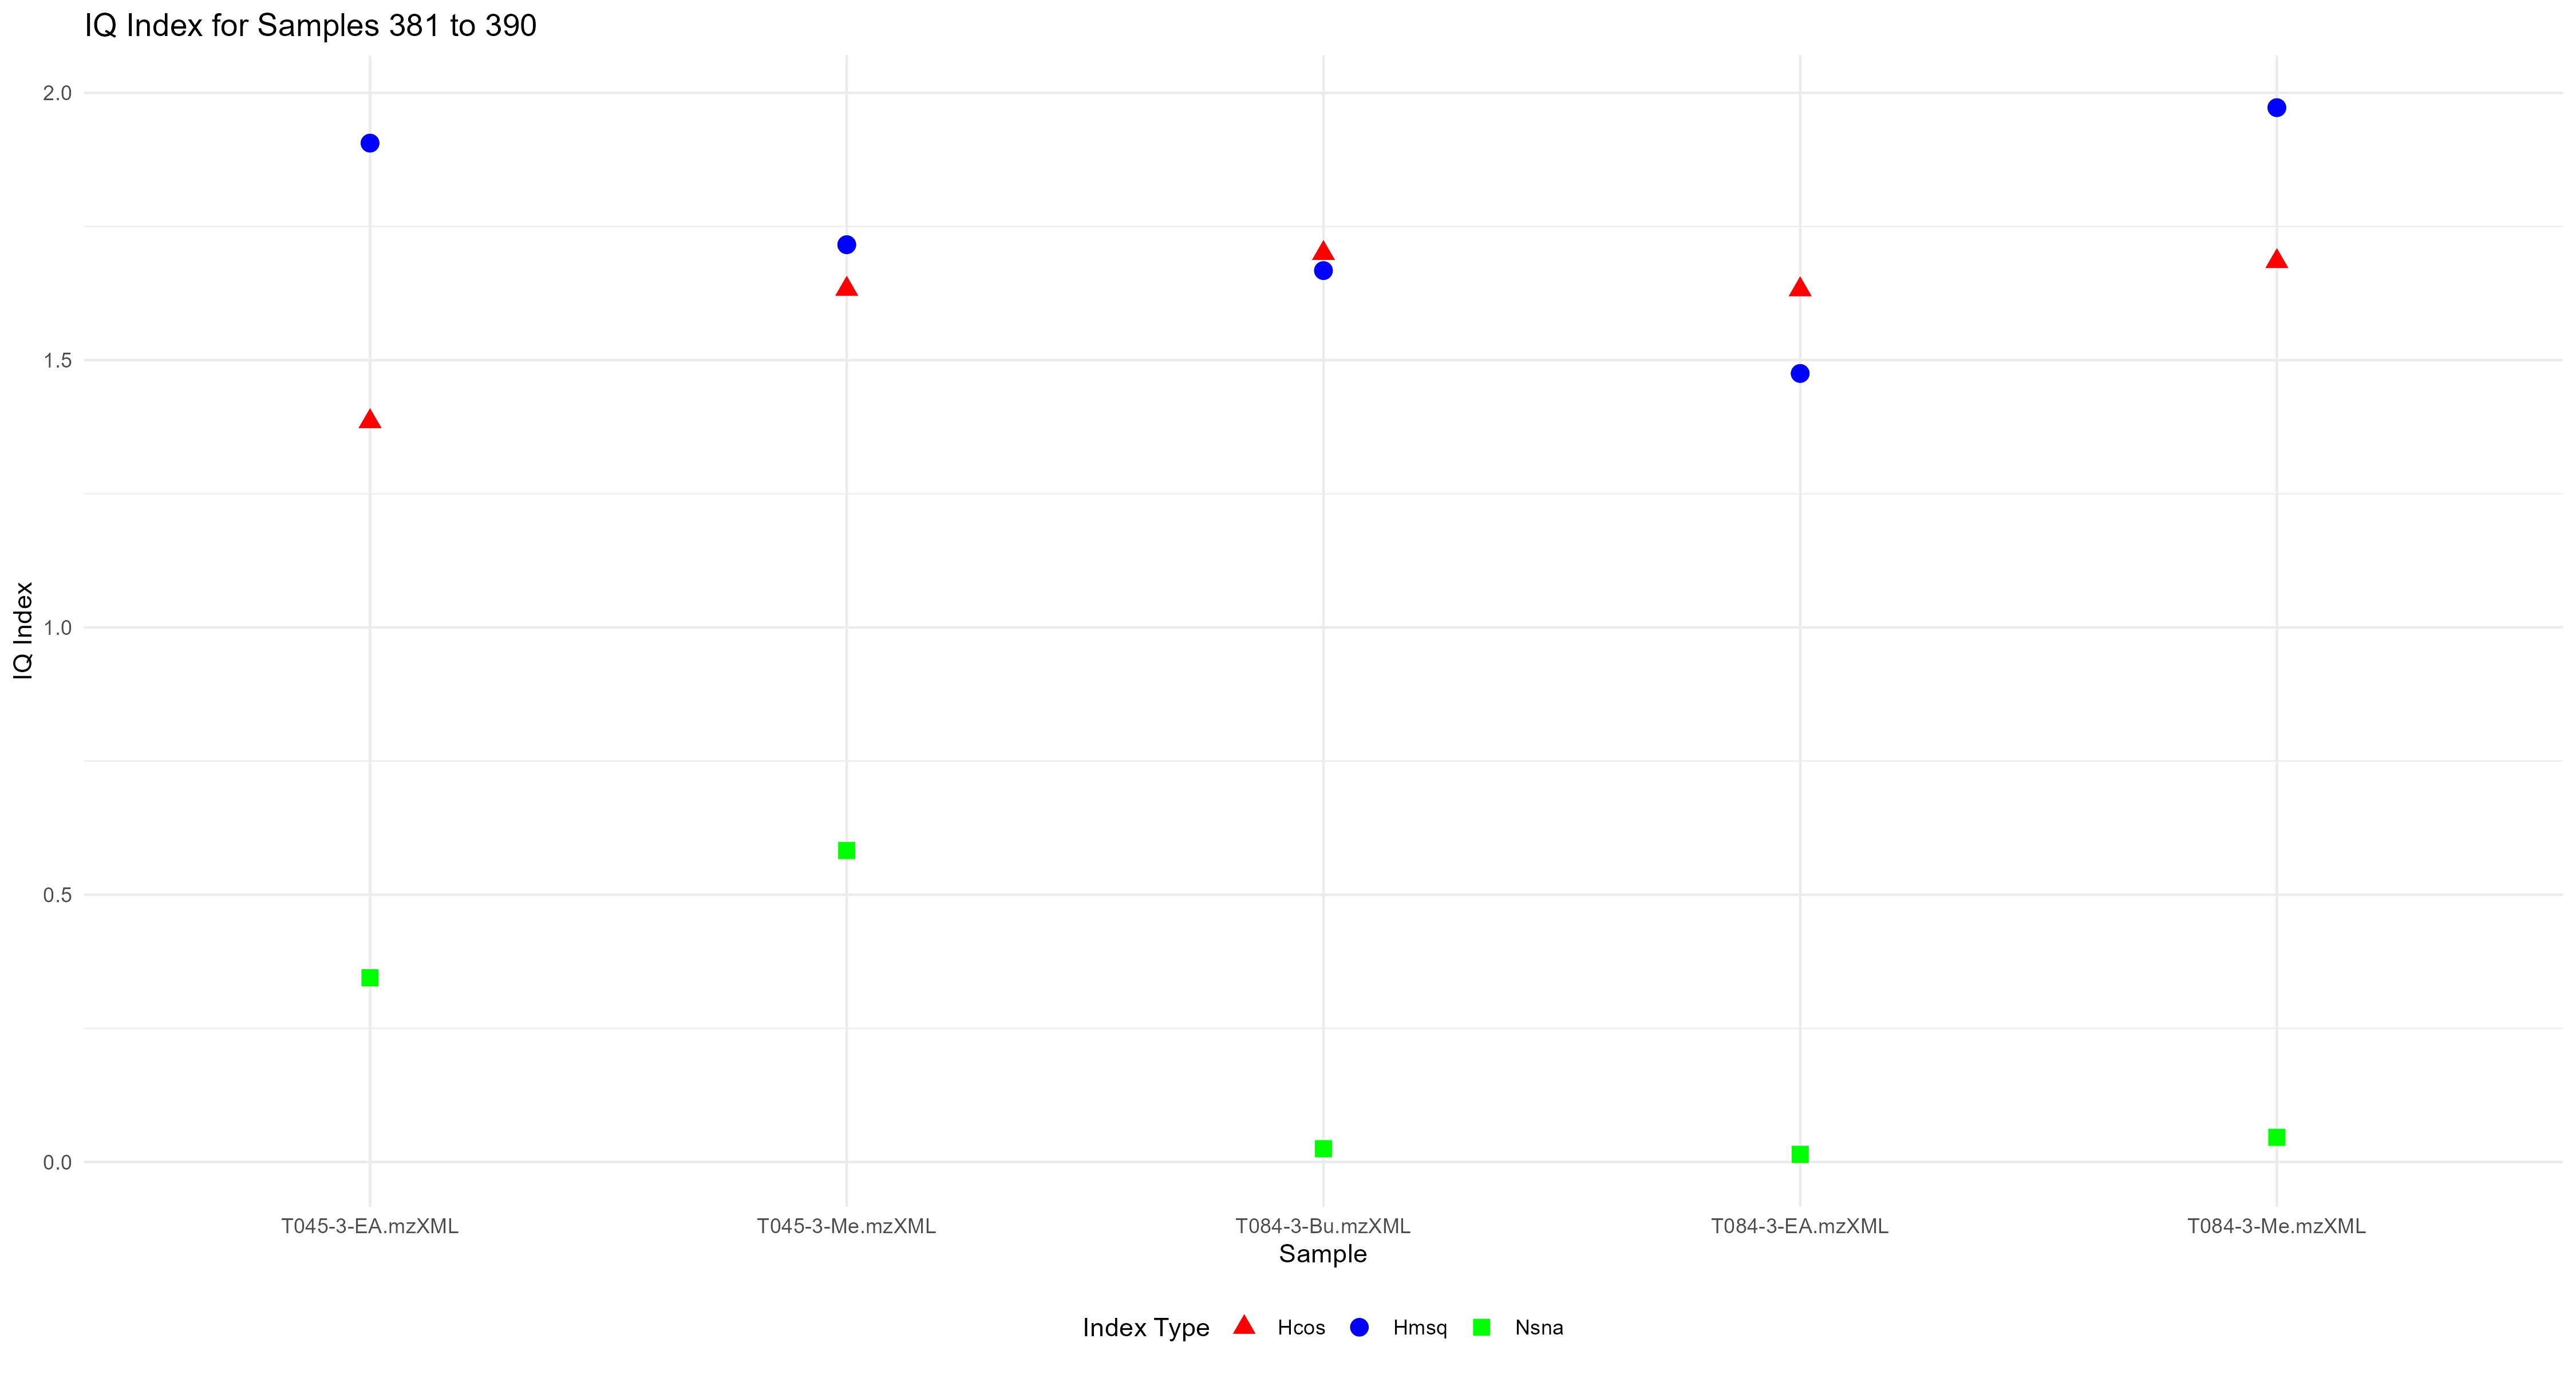 IQ Index for Samples 381 to 390
2.0
1.5
1.0
0.5
0.0
IQ Index
T045-3-EA.mzXML T045-3-Me.mzXML T084-3-Bu.mzXML T084-3-EA.mzXML T084-3-Me.mzXML
Sample
Index Type Hcos Hmsq Nsna